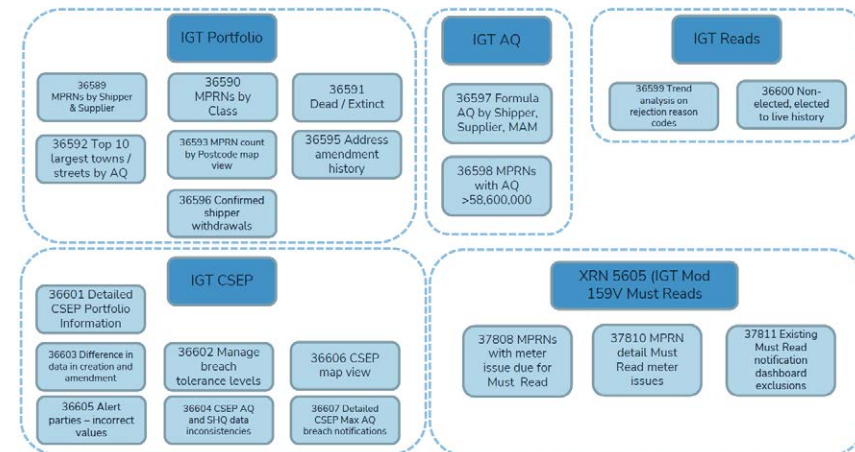 IGT Portfolio
36589
MPRNs by Shipper
& Supplier
36590
MPRNs by
Class
36591
Dead / Extinct
36592 Top 10
largest towns /
streets by AQ
36593 MPRN count
by Postcode map
view
36595 Address
amendment
history
36596 Confirmed
shipper
withdrawals
IGT AQ
36597 Formula
AQ by Shipper,
Supplier, MAM
36598 MPRNs
with AQ
>58,600,000
IGT Reads
36599 Trend
analysis on
rejection reason
codes
36600 Non-
elected, elected
to live history
IGT CSEP
36601 Detailed
CSEP Portfolio
Information
36603 Difference in
data in creation and
amendment
36602 Manage
breach
tolerance levels
36606 CSEP
map view
36605 Alert
parties – incorrect
values
36604 CSEP AQ
and SHQ data
inconsistencies
36607 Detailed
CSEP Max AQ
breach notifications
XRN 5605 (IGT Mod
159V Must Reads
37808 MPRNs
with meter
issue due for
Must Read
37810 MPRN
detail Must
Read meter
issues
37811 Existing
Must Read
notification
dashboard
exclusions